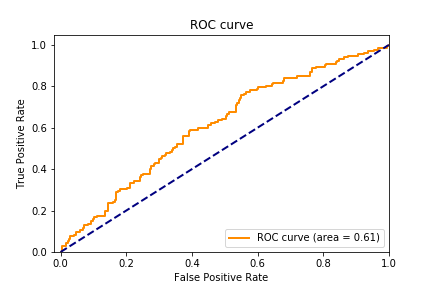 ROC curve
1.0
0.8
0.6
0.4
0.2
0.0
True Positive Rate
ROC curve (area = 0.61)
0.0 0.2 0.4 0.6 0.8 1.0
False Positive Rate